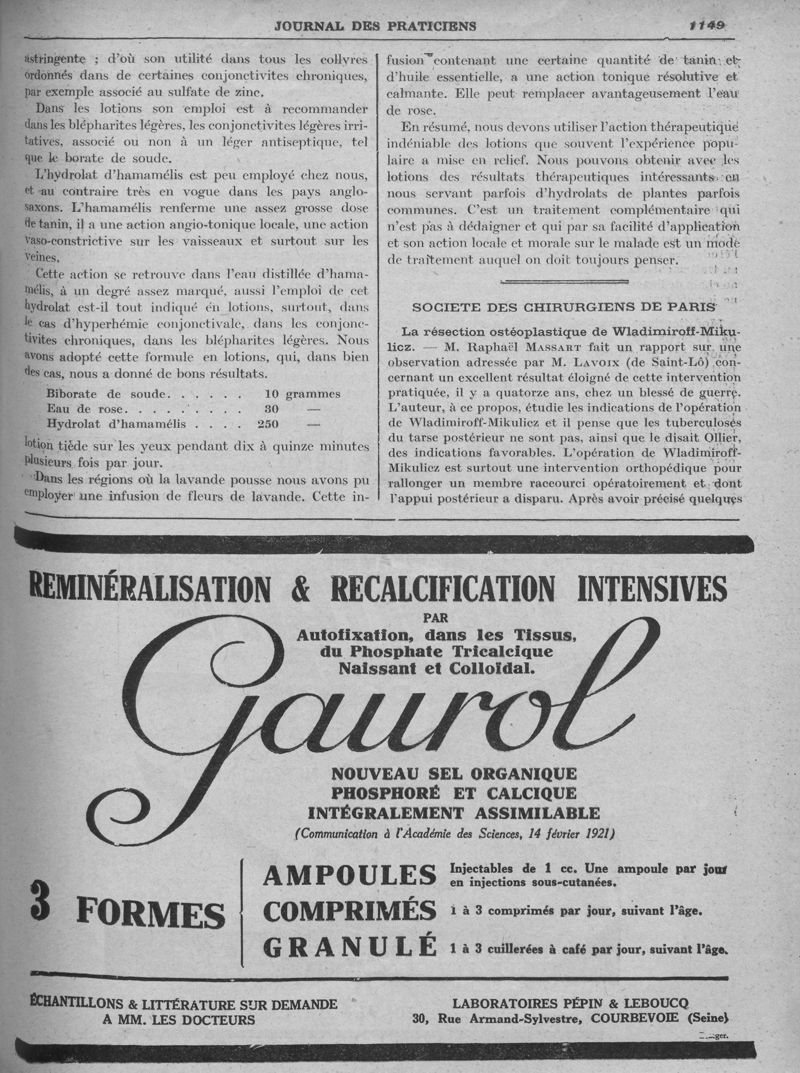 JOURNAL DES PRATICIENS
1149
astringente ; d'où son utilité dans tous les collyres
ordonnés dans de certaines conjonctivites chroniques,
par exemple associé au sulfate de zinc.
Dans les lotions son emploi est à recommander
dans les blépharites légères, les conjonctivites légères irri-
tatives, associé ou non à un léger antiseptique, tel
que le borate de soude.
L'hydrolat d'hamamélis est peu employé chez nous,
et au contraire très en vogue dans les pays anglo-
saxons. L'hamamélis renferme une assez grosse dose
de tanin, il a une action angio-tonique locale, une action
vaso-constrictive sur les vaisseaux et surtout sur les
veines.
Cette action se retrouve dans l'eau distillée d'hama-
mélis, à un degré assez marqué, aussi l'emploi de cet
hydrolat est-il tout indiqué en lotions, surtout, dans
le cas d'hyperhémie conjonctivale, dans les conjonc-
tivites chroniques, dans les blépharites légères. Nous
avons adopté cette formule en lotions, qui, dans bien
des cas, nous a donné de bons résultats.
Biborate de soude. . . . . . 10 grammes
Eau de rose. . . . . . . . . 30 —
Hydrolat d'hamamélis . . . . 250 —
lotion tiède sur les yeux pendant dix à quinze minutes
plusieurs fois par jour.
Dans les régions où la lavande pousse nous avons pu
employer une infusion de fleurs de lavande. Cette in-
fusion contenant une certaine quantité de tanin et
d'huile essentielle, a une action tonique résolutive et
calmante. Elle peut remplacer avantageusement l'eau
de rose.
En résumé, nous devons utiliser l'action thérapeutique
indéniable des lotions que souvent l'expérience popu-
laire a mise en relief. Nous pouvons obtenir avec les
lotions des résultats thérapeutiques intéressants en
nous servant parfois d'hydrolats de plantes parfois
communes. C'est un traitement complémentaire qui
n'est pas à dédaigner et qui par sa facilité d'application
et son action locale et morale sur le malade est un mode
de traitement auquel on doit toujours penser.
SOCIETE DES CHIRURGIENS DE PARIS
La résection ostéoplastique de Wladimiroff-Miku-
licz. — M. Raphaël MASSART fait un rapport sur une
observation adressée par M. LAVOIX (de Saint-Lô) con-
cernant un excellent résultat éloigné de cette intervention
pratiquée, il y a quatorze ans, chez un blessé de guerre.
L'auteur, à ce propos, étudie les indications de l'opération
de Wladimiroff-Mikulicz et il pense que les tuberculoses
du tarse postérieur ne sont pas, ainsi que le disait Ollier,
des indications favorables. L'opération de Wladimiroff-
Mikulicz est surtout une intervention orthopédique pour
rallonger un membre raccourci opératoirement et dont
l'appui postérieur a disparu. Après avoir précisé quelques
REMINÉRALISATION & RECALCIFICATION INTENSIVES
PAR
Autofixation, dans les Tissus,
du Phosphate Tricalcique
Naissant et Colloïdal.
Gaurol
NOUVEAU SEL ORGANIQUE
PHOSPHORÉ ET CALCIQUE
INTÉGRALEMENT ASSIMILABLE
(Communication à l'Académie des Sciences, 14 février 1921)
3 FORMES
AMPOULES Injectables de 1 cc. Une ampoule par jour
en injections sous-cutanées.
COMPRIMÉS 1 à 3 comprimés par jour, suivant l'âge.
GRANULÉ 1 à 3 cuillerées à café par jour, suivant l'âge.
ÉCHANTILLONS & LITTÉRATURE SUR DEMANDE
A MM. LES DOCTEURS
LABORATOIRES PÉPIN & LEBOUCQ
30, Rue Armand-Sylvestre, COURBEVOIE (Seine)